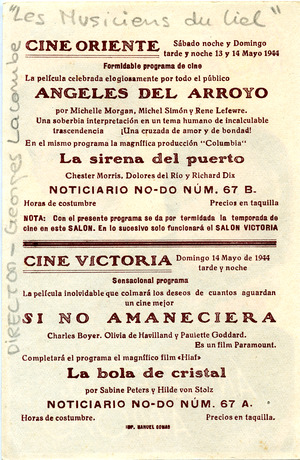 "Les Musiciens du Ciel"
DIRECTION - Georges Lacombe
CINE ORIENTE
Sábado noche y Domingo
tarde y noche 13 y 14 Mayo 1944
Formidable programa de cine
La película celebrada elogiosamente por todo el público
ANGELES DEL ARROYO
por Michelle Morgan, Michel Simón y Rene Lefewre.
Una soberbia interpretación en un tema humano de incalculable
trascendencia ¡Una cruzada de amor y de bondad!
En el mismo programa la magnífica producción "Columbia"
La sirena del puerto
Chester Morris, Dolores del Río y Richard Dix
NOTICIARIO NO-DO NÚM. 67 B.
Horas de costumbre Precios en taquilla
NOTA: Con el presente programa se da por termidada la temporada de
cine en este SALON. En lo sucesivo solo funcionará el SALON VICTORIA
CINE VICTORIA
Domingo 14 Mayo de 1944
tarde y noche
Sensacional programa
La película inolvidable que colmará los deseos de cuantos aguardan
un cine mejor
SI NO AMANECIERA
Charles Boyer. Olivia de Havilland y Paulette Goddard.
Es un film Paramount.
Completará el programa el magnífico film «Hiaf»
La bola de cristal
por Sabine Peters y Hilde von Stolz
NOTICIARIO NO-DO NÚM. 67 A.
Horas de costumbre. Precios en taquilla.
IMP. MANUEL